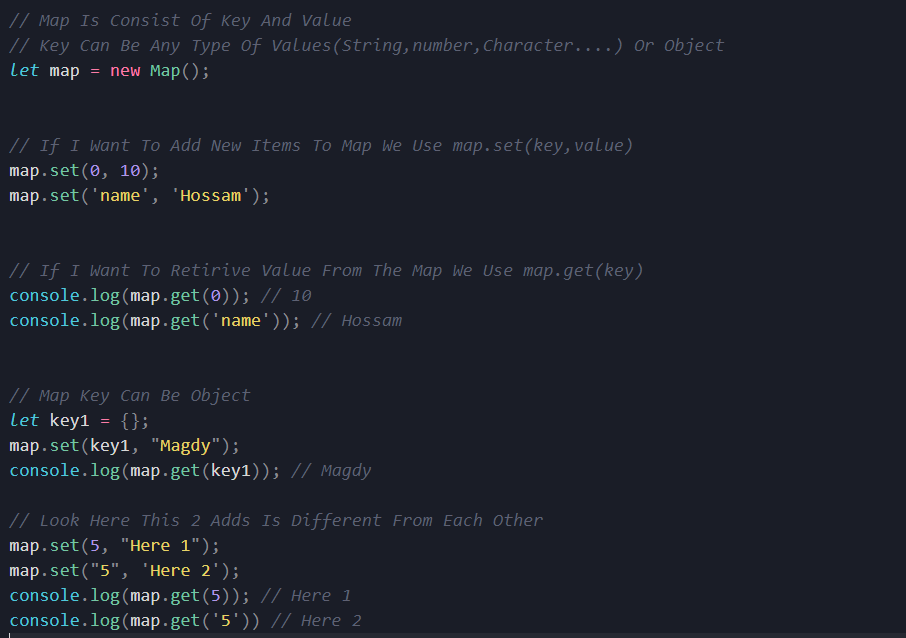 // Map Is Consist Of Key And Value
// Key Can Be Any Type Of Values(String,number,Character....) Or Object
let map = new Map();
// If I Want To Add New Items To Map We Use map.set(key,value)
map.set(0, 10);
map.set('name', 'Hossam');
// If I Want To Retirive Value From The Map We Use map.get(key)
console.log(map.get(0)); // 10
console.log(map.get('name')); // Hossam
// Map Key Can Be Object
let key1 = {};
map.set(key1, "Magdy");
console.log(map.get(key1)); // Magdy
// Look Here This 2 Adds Is Different From Each Other
map.set(5, "Here 1");
map.set("5", 'Here 2');
console.log(map.get(5)); // Here 1
console.log(map.get('5')) // Here 2